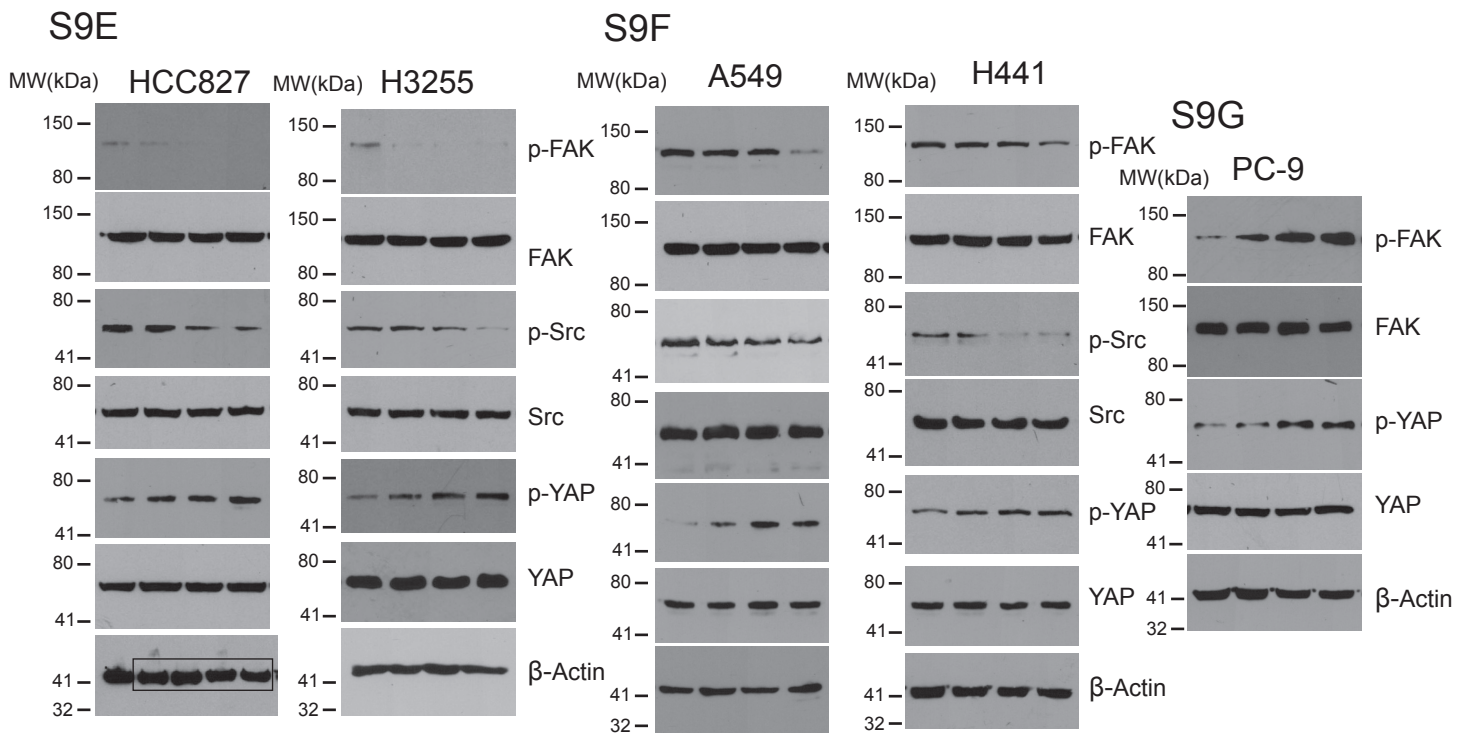 S9E
MW(kDa) HCC827
150
80
150
80
80
41
80
41
80
41
80
41
41
32
MW(kDa) H3255
150
80
150
80
80
41
80
41
80
41
80
41
41
32
p-FAK
FAK
p-Src
Src
p-YAP
YAP
β-Actin
S9F
MW(kDa) A549
150
80
150
80
80
41
80
41
80
41
80
41
41
32
MW(kDa) H441
150
80
150
80
80
41
80
41
80
41
80
41
41
32
p-FAK
FAK
p-Src
Src
p-YAP
YAP
β-Actin
S9G
MW(kDa) PC-9
150
80
150
80
80
41
80
41
41
32
p-FAK
FAK
p-YAP
YAP
β-Actin